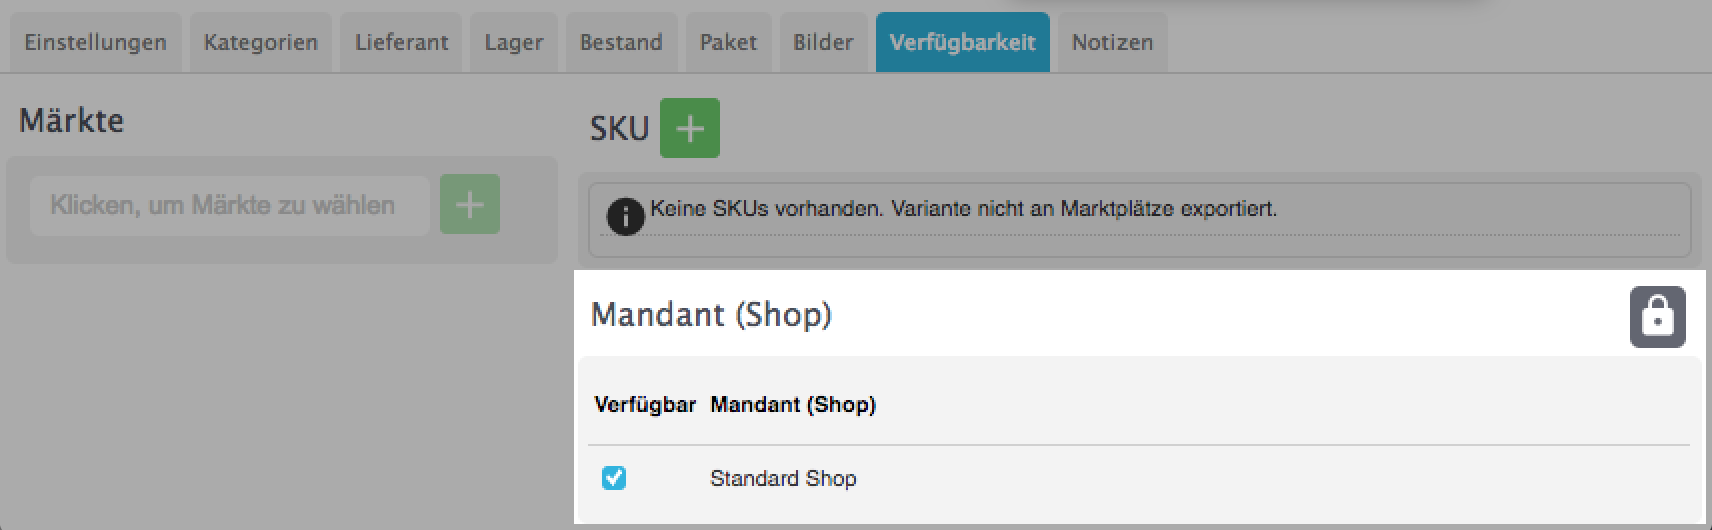 Einstellungen Kategorien Lieferant Lager Bestand Paket Bilder Verfügbarkeit Notizen
Märkte
Klicken, um Märkte zu wählen
SKU
Keine SKUs vorhanden. Variante nicht an Marktplätze exportiert.
Mandant (Shop)
Verfügbar Mandant (Shop)
Standard Shop